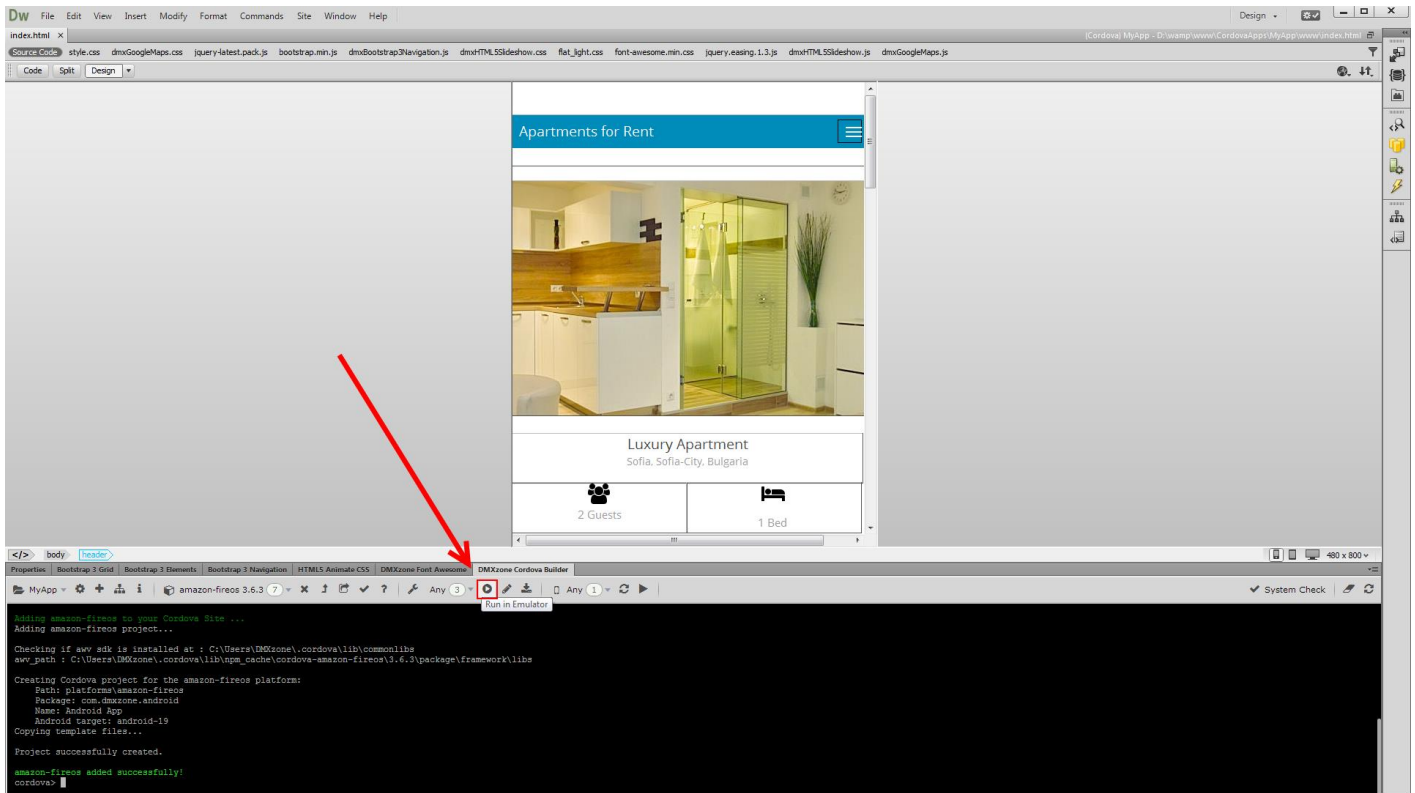 Dw File Edit View Insert Modify Format Commands Site Window Help Design
index.html × (Cordova) MyApp - D:\wamp\www\CordovaApps\MyApp\www\index.html
Source Code style.css dmxGoogleMaps.css jquery-latest.pack.js bootstrap.min.js dmxBootstrap3Navigation.js dmxHTML5Slideshow.css flat_light.css font-awesome.min.css jquery.easing.1.3.js dmxHTML5Slideshow.js dmxGoogleMaps.js
Code Split Design
Apartments for Rent
Luxury Apartment
Sofia, Sofia-City, Bulgaria
2 Guests
1 Bed
</> body header 480 x 800
Properties Bootstrap 3 Grid Bootstrap 3 Elements Bootstrap 3 Navigation HTML5 Animate CSS DMXzone Font Awesome DMXzone Cordova Builder
MyApp amazon-fireos 3.6.3 7 ? Any 3 Any 1 System Check
Run in Emulator
Adding amazon-fireos to your Cordova Site ...
Adding amazon-fireos project...
Checking if awv sdk is installed at : C:\Users\DMXzone\.cordova\lib\commonlibs
awv_path : C:\Users\DMXzone\.cordova\lib\npm_cache\cordova-amazon-fireos\3.6.3\package\framework\libs
Creating Cordova project for the amazon-fireos platform:
Path: platforms\amazon-fireos
Package: com.dmxzone.android
Name: Android App
Android target: android-19
Copying template files...
Project successfully created.
amazon-fireos added successfully!
cordova>